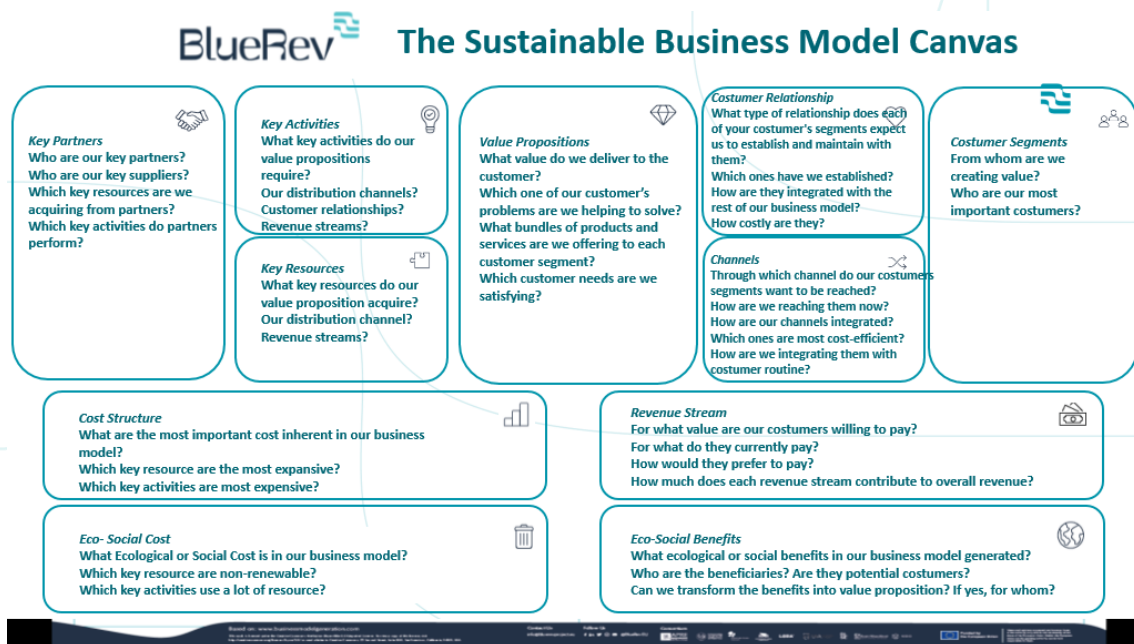 BlueRev
The Sustainable Business Model Canvas
Key Partners
Who are our key partners?
Who are our key suppliers?
Which key resources are we
acquiring from partners?
Which key activities do partners
perform?
Key Activities
What key activities do our
value propositions
require?
Our distribution channels?
Customer relationships?
Revenue streams?
Key Resources
What key resources do our
value proposition acquire?
Our distribution channel?
Revenue streams?
Value Propositions
What value do we deliver to the
customer?
Which one of our customer's
problems are we helping to solve?
What bundles of products and
services are we offering to each
customer segment?
Which customer needs are we
satisfying?
Costumer Relationship
What type of relationship does each
of your costumer's segments expect
us to establish and maintain with
them?
Which ones have we established?
How are they integrated with the
rest of our business model?
How costly are they?
Channels
Through which channel do our costumers
segments want to be reached?
How are we reaching them now?
How are our channels integrated?
Which ones are most cost-efficient?
How are we integrating them with
costumer routine?
Costumer Segments
From whom are we
creating value?
Who are our most
important costumers?
Cost Structure
What are the most important cost inherent in our business
model?
Which key resource are the most expansive?
Which key activities are most expensive?
Revenue Stream
For what value are our costumers willing to pay?
For what do they currently pay?
How would they prefer to pay?
How much does each revenue stream contribute to overall revenue?
Eco- Social Cost
What Ecological or Social Cost is in our business model?
Which key resource are non-renewable?
Which key activities use a lot of resource?
Eco-Social Benefits
What ecological or social benefits in our business model generated?
Who are the beneficiaries? Are they potential costumers?
Can we transform the benefits into value proposition? If yes, for whom?
Based on: www.businessmodelgeneration.com
Contact Us
Follow Us
Consortium